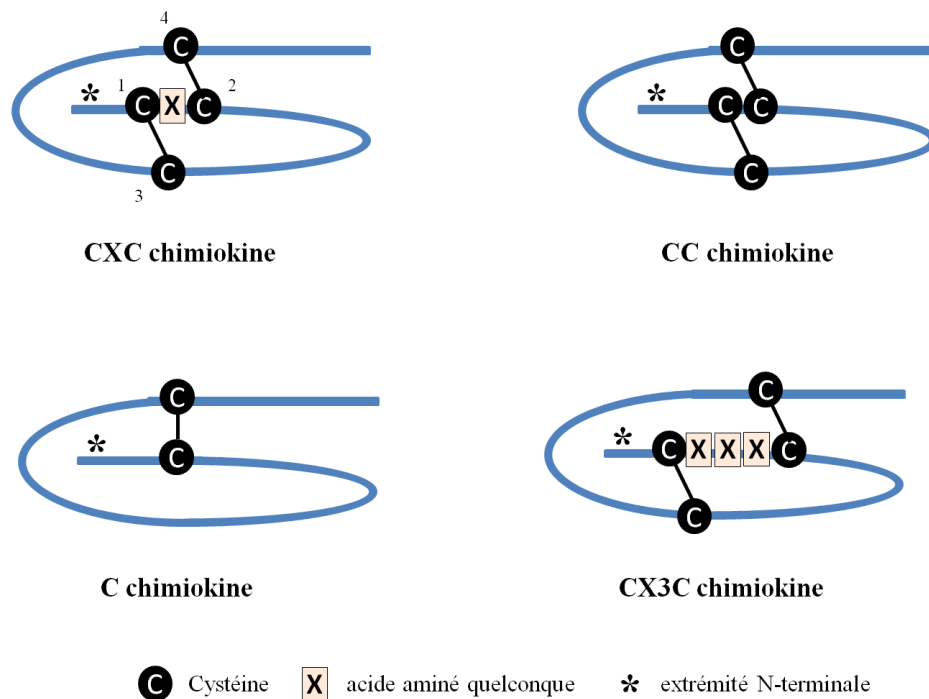 4
C
1
C
X
C
2
C
3
CXC chimiokine
C
C
C
C
CC chimiokine
C
C
C chimiokine
C
C
X
X
X
C
C
CX3C chimiokine
C Cystéine X acide aminé quelconque * extrémité N-terminale